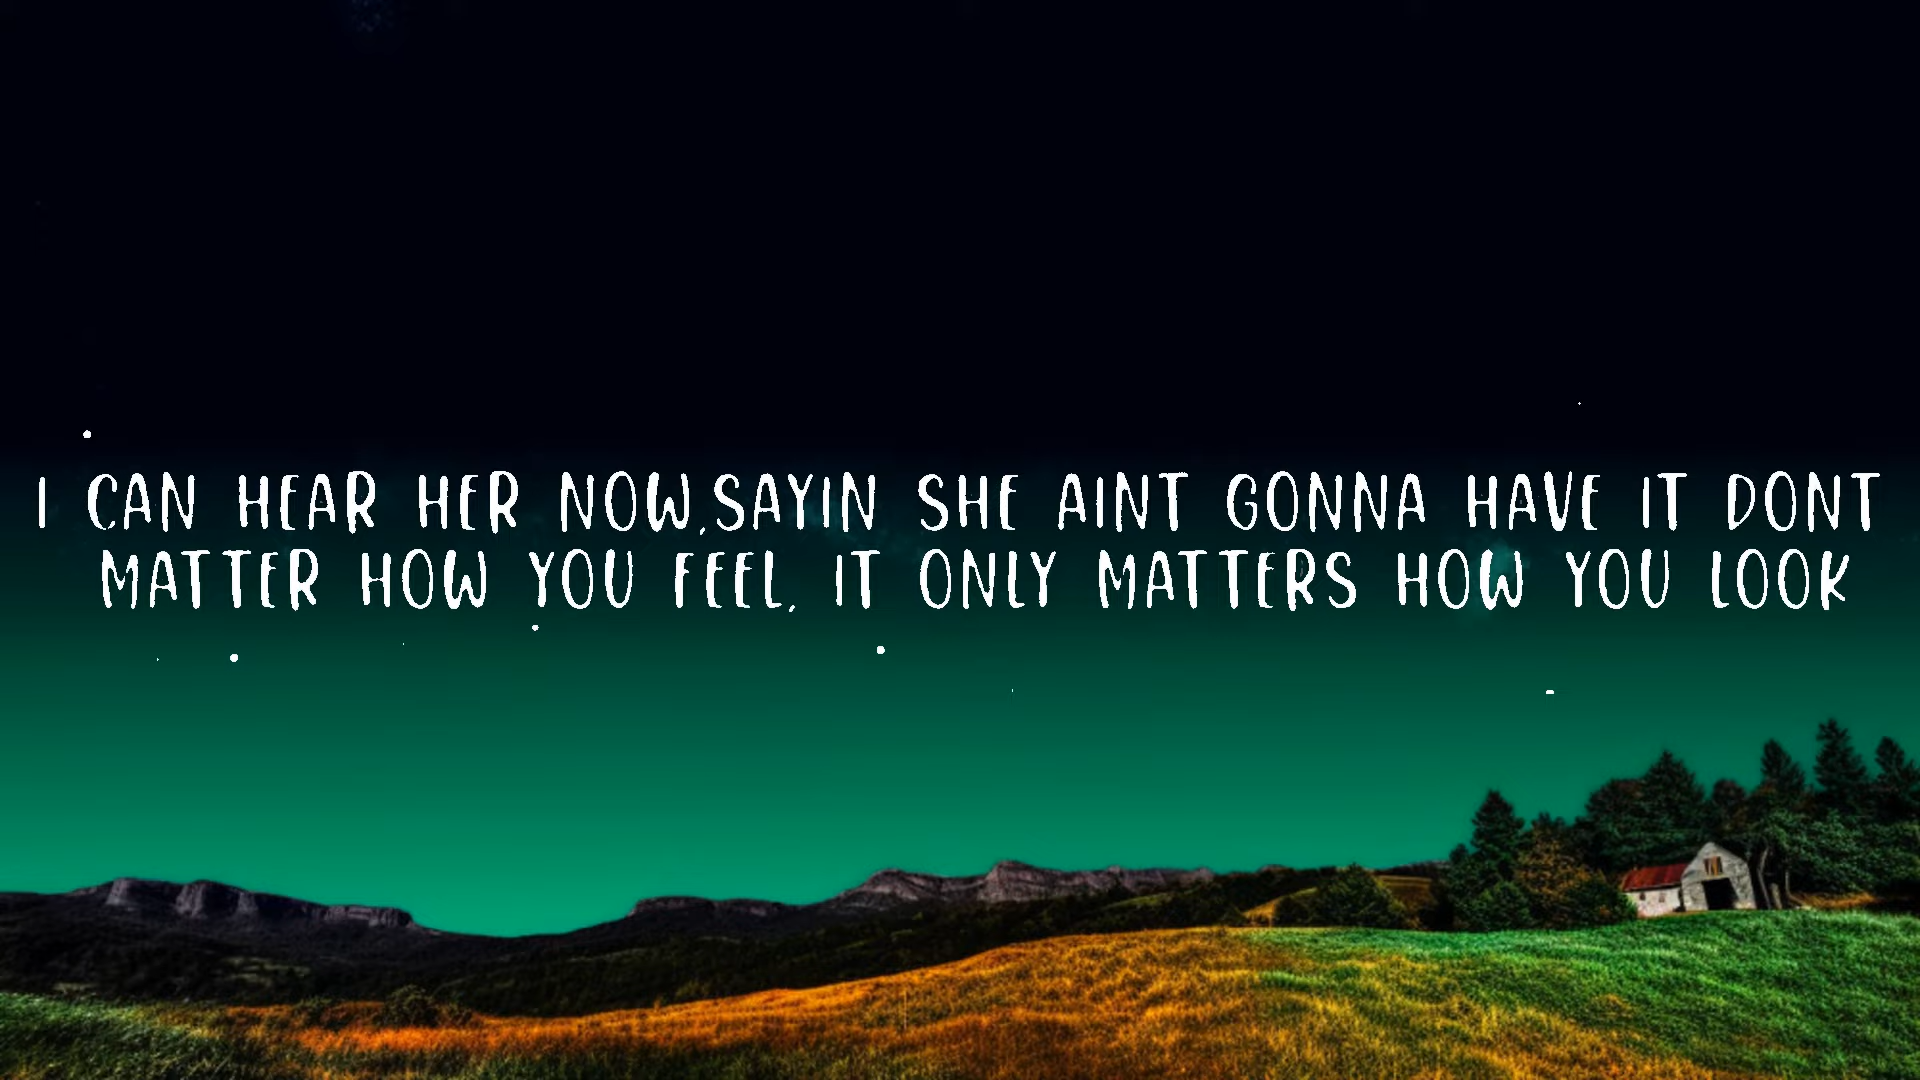 I CAN HEAR HER NOW,SAYIN SHE AINT GONNA HAVE IT DONT
MATTER HOW YOU FEEL, IT ONLY MATTERS HOW YOU LOOK